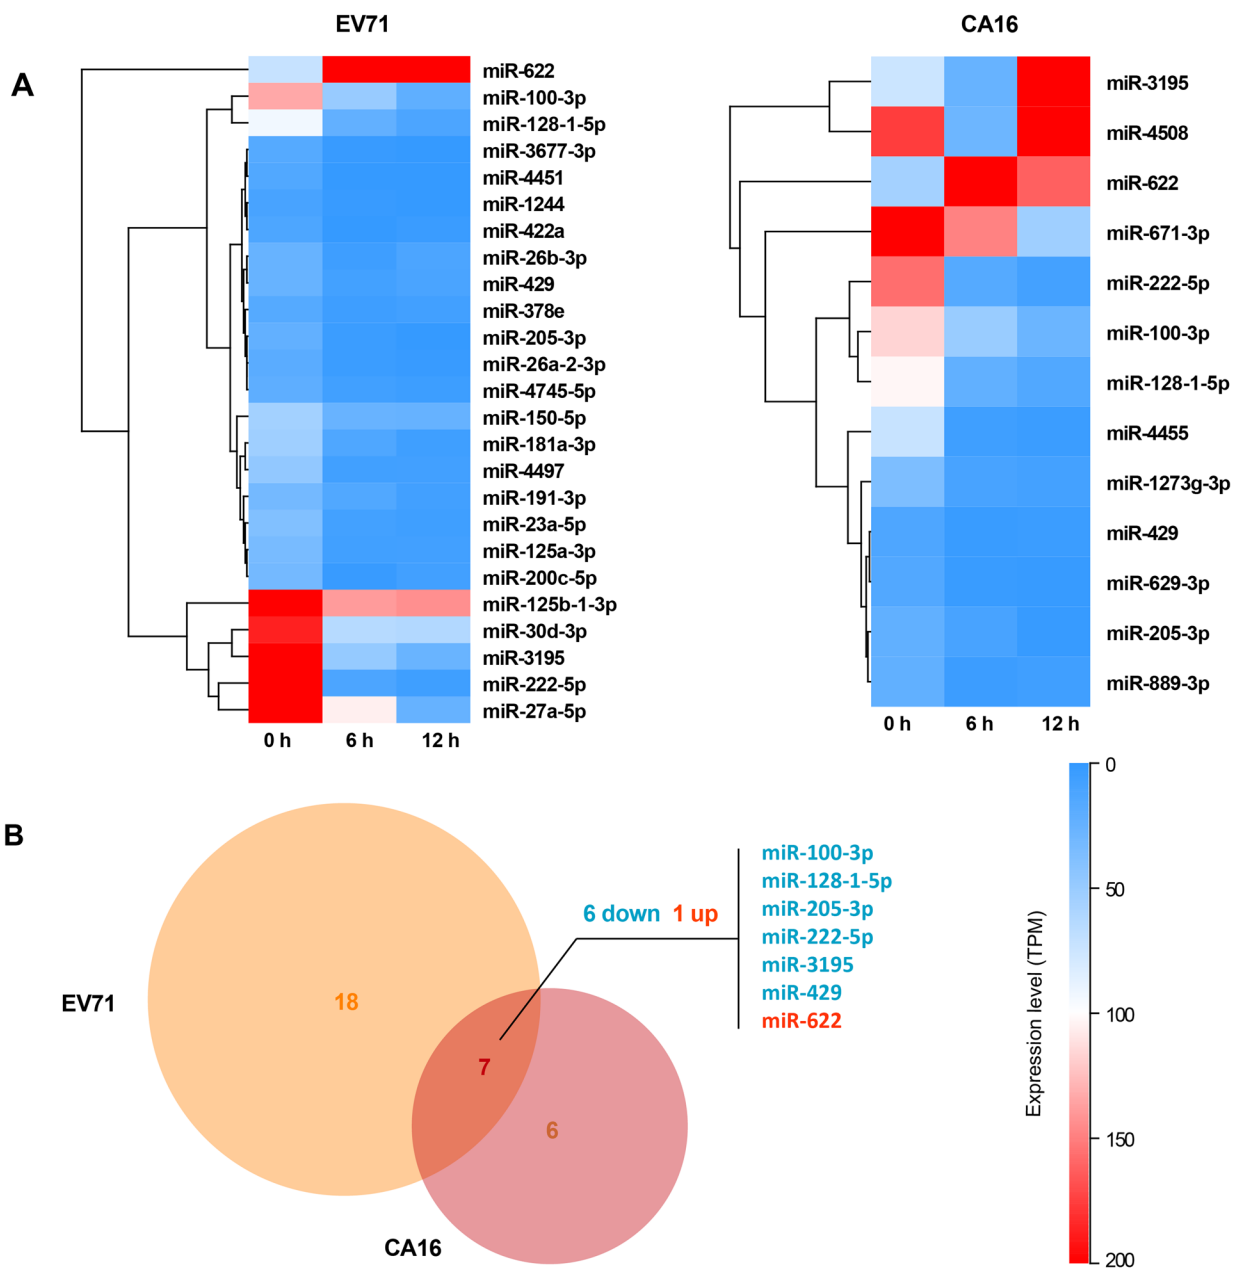 EV71
CA16
A
miR-622
miR-100-3p
miR-128-1-5p
miR-3677-3p
miR-4451
miR-1244
miR-422a
miR-26b-3p
miR-429
miR-378e
miR-205-3p
miR-26a-2-3p
miR-4745-5p
miR-150-5p
miR-181a-3p
miR-4497
miR-191-3p
miR-23a-5p
miR-125a-3p
miR-200c-5p
miR-125b-1-3p
miR-30d-3p
miR-3195
miR-222-5p
miR-27a-5p
0 h 6 h 12 h
miR-3195
miR-4508
miR-622
miR-671-3p
miR-222-5p
miR-100-3p
miR-128-1-5p
miR-4455
miR-1273g-3p
miR-429
miR-629-3p
miR-205-3p
miR-889-3p
0 h 6 h 12 h
B
EV71
18
7
6
CA16
6 down 1 up
miR-100-3p
miR-128-1-5p
miR-205-3p
miR-222-5p
miR-3195
miR-429
miR-622
Expression level (TPM)
0
50
100
150
200